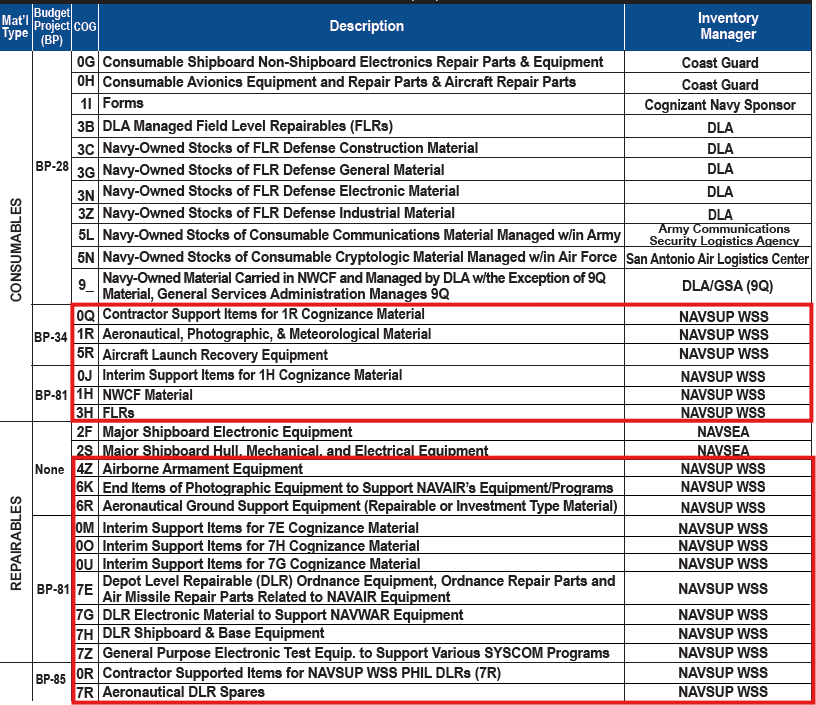 Mat'l Type | Budget Project (BP) | COG | Description | Inventory Manager
CONSUMABLES
BP-28
0G | Consumable Shipboard Non-Shipboard Electronics Repair Parts & Equipment | Coast Guard
0H | Consumable Avionics Equipment and Repair Parts & Aircraft Repair Parts | Coast Guard
1I | Forms | Cognizant Navy Sponsor
3B | DLA Managed Field Level Repairables (FLRs) | DLA
3C | Navy-Owned Stocks of FLR Defense Construction Material | DLA
3G | Navy-Owned Stocks of FLR Defense General Material | DLA
3N | Navy-Owned Stocks of FLR Defense Electronic Material | DLA
3Z | Navy-Owned Stocks of FLR Defense Industrial Material | DLA
5L | Navy-Owned Stocks of Consumable Communications Material Managed w/in Army | Army Communications Security Logistics Agency
5N | Navy-Owned Stocks of Consumable Cryptologic Material Managed w/in Air Force | San Antonio Air Logistics Center
9_ | Navy-Owned Material Carried in NWCF and Managed by DLA w/the Exception of 9Q
Material, General Services Administration Manages 9Q | DLA/GSA (9Q)
BP-34
0Q | Contractor Support Items for 1R Cognizance Material | NAVSUP WSS
1R | Aeronautical, Photographic, & Meteorological Material | NAVSUP WSS
5R | Aircraft Launch Recovery Equipment | NAVSUP WSS
BP-81
0J | Interim Support Items for 1H Cognizance Material | NAVSUP WSS
1H | NWCF Material | NAVSUP WSS
3H | FLRs | NAVSUP WSS
REPAIRABLES
None
2F | Major Shipboard Electronic Equipment | NAVSEA
2S | Major Shipboard Hull, Mechanical, and Electrical Equipment | NAVSEA
4Z | Airborne Armament Equipment | NAVSUP WSS
6K | End Items of Photographic Equipment to Support NAVAIR's Equipment/Programs | NAVSUP WSS
6R | Aeronautical Ground Support Equipment (Repairable or Investment Type Material) | NAVSUP WSS
BP-81
0M | Interim Support Items for 7E Cognizance Material | NAVSUP WSS
0O | Interim Support Items for 7H Cognizance Material | NAVSUP WSS
0U | Interim Support Items for 7G Cognizance Material | NAVSUP WSS
7E | Depot Level Repairable (DLR) Ordnance Equipment, Ordnance Repair Parts and
Air Missile Repair Parts Related to NAVAIR Equipment | NAVSUP WSS
7G | DLR Electronic Material to Support NAVWAR Equipment | NAVSUP WSS
7H | DLR Shipboard & Base Equipment | NAVSUP WSS
7Z | General Purpose Electronic Test Equip. to Support Various SYSCOM Programs | NAVSUP WSS
BP-85
0R | Contractor Supported Items for NAVSUP WSS PHIL DLRs (7R) | NAVSUP WSS
7R | Aeronautical DLR Spares | NAVSUP WSS